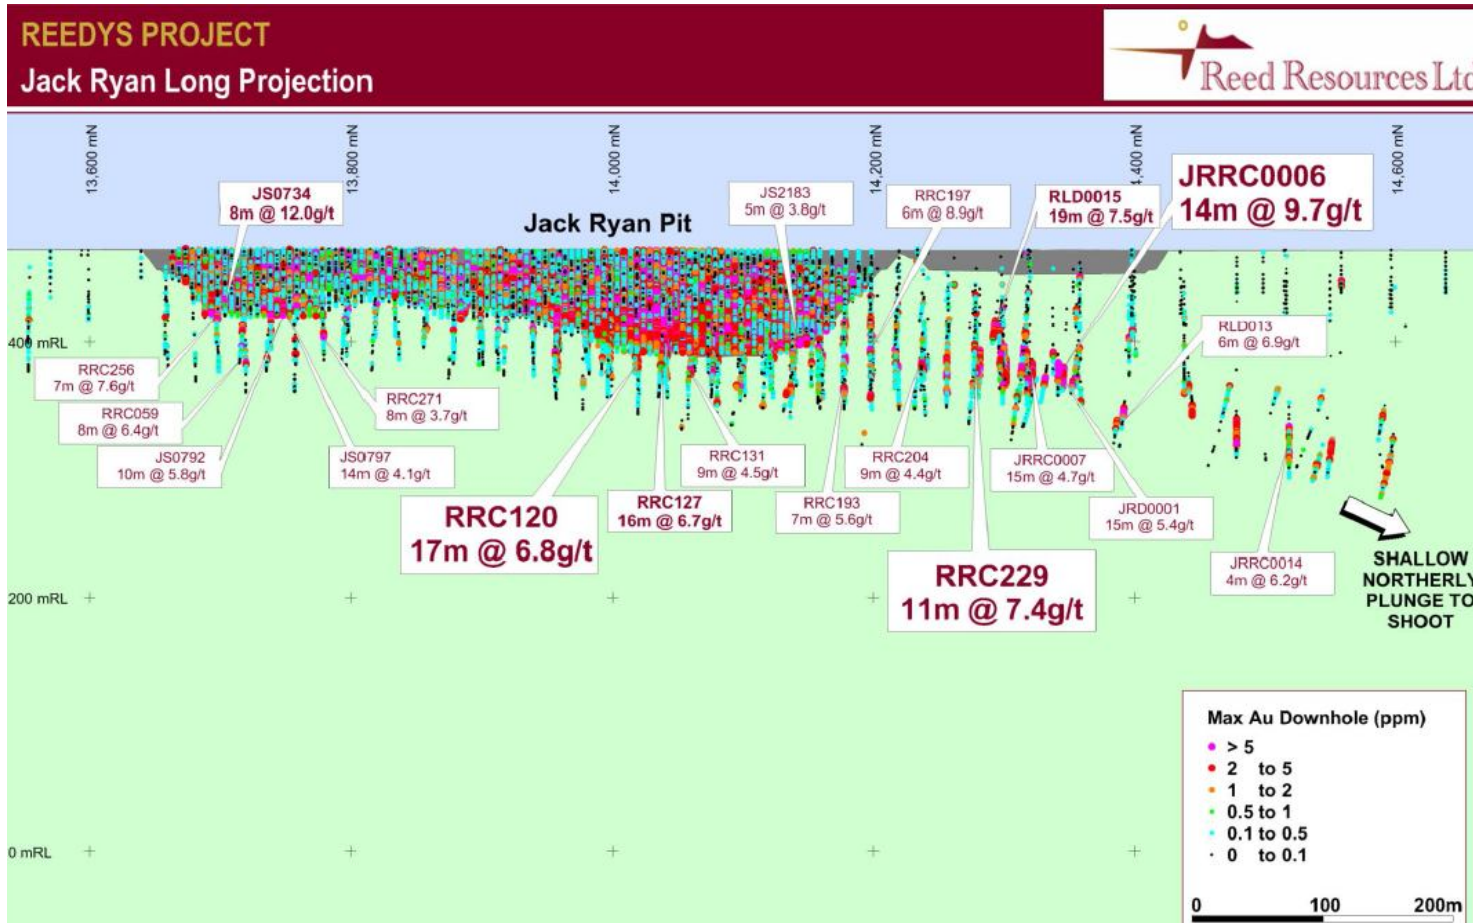 REEDYS PROJECT
Jack Ryan Long Projection
Reed Resources Ltd
13,600 mN
13,800 mN
14,000 mN
14,200 mN
14,600 mN
JS0734
8m @ 12.0g/t
Jack Ryan Pit
JS2183
5m @ 3.8g/t
RRC197
6m @ 8.9g/t
RLD0015
19m @ 7.5g/t
JRRC0006
14m @ 9.7g/t
400 mRL
RLD013
6m @ 6.9g/t
RRC256
7m @ 7.6g/t
RRC059
8m @ 6.4g/t
RRC271
8m @ 3.7g/t
JS0792
10m @ 5.8g/t
JS0797
14m @ 4.1g/t
RRC120
17m @ 6.8g/t
RRC127
16m @ 6.7g/t
RRC131
9m @ 4.5g/t
RRC193
7m @ 5.6g/t
RRC204
9m @ 4.4g/t
JRRC0007
15m @ 4.7g/t
JRD0001
15m @ 5.4g/t
RRC229
11m @ 7.4g/t
JRRC0014
4m @ 6.2g/t
SHALLOW
NORTHERLY
PLUNGE TO
SHOOT
200 mRL
0 mRL
Max Au Downhole (ppm)
> 5
2 to 5
1 to 2
0.5 to 1
0.1 to 0.5
0 to 0.1
0 100 200m